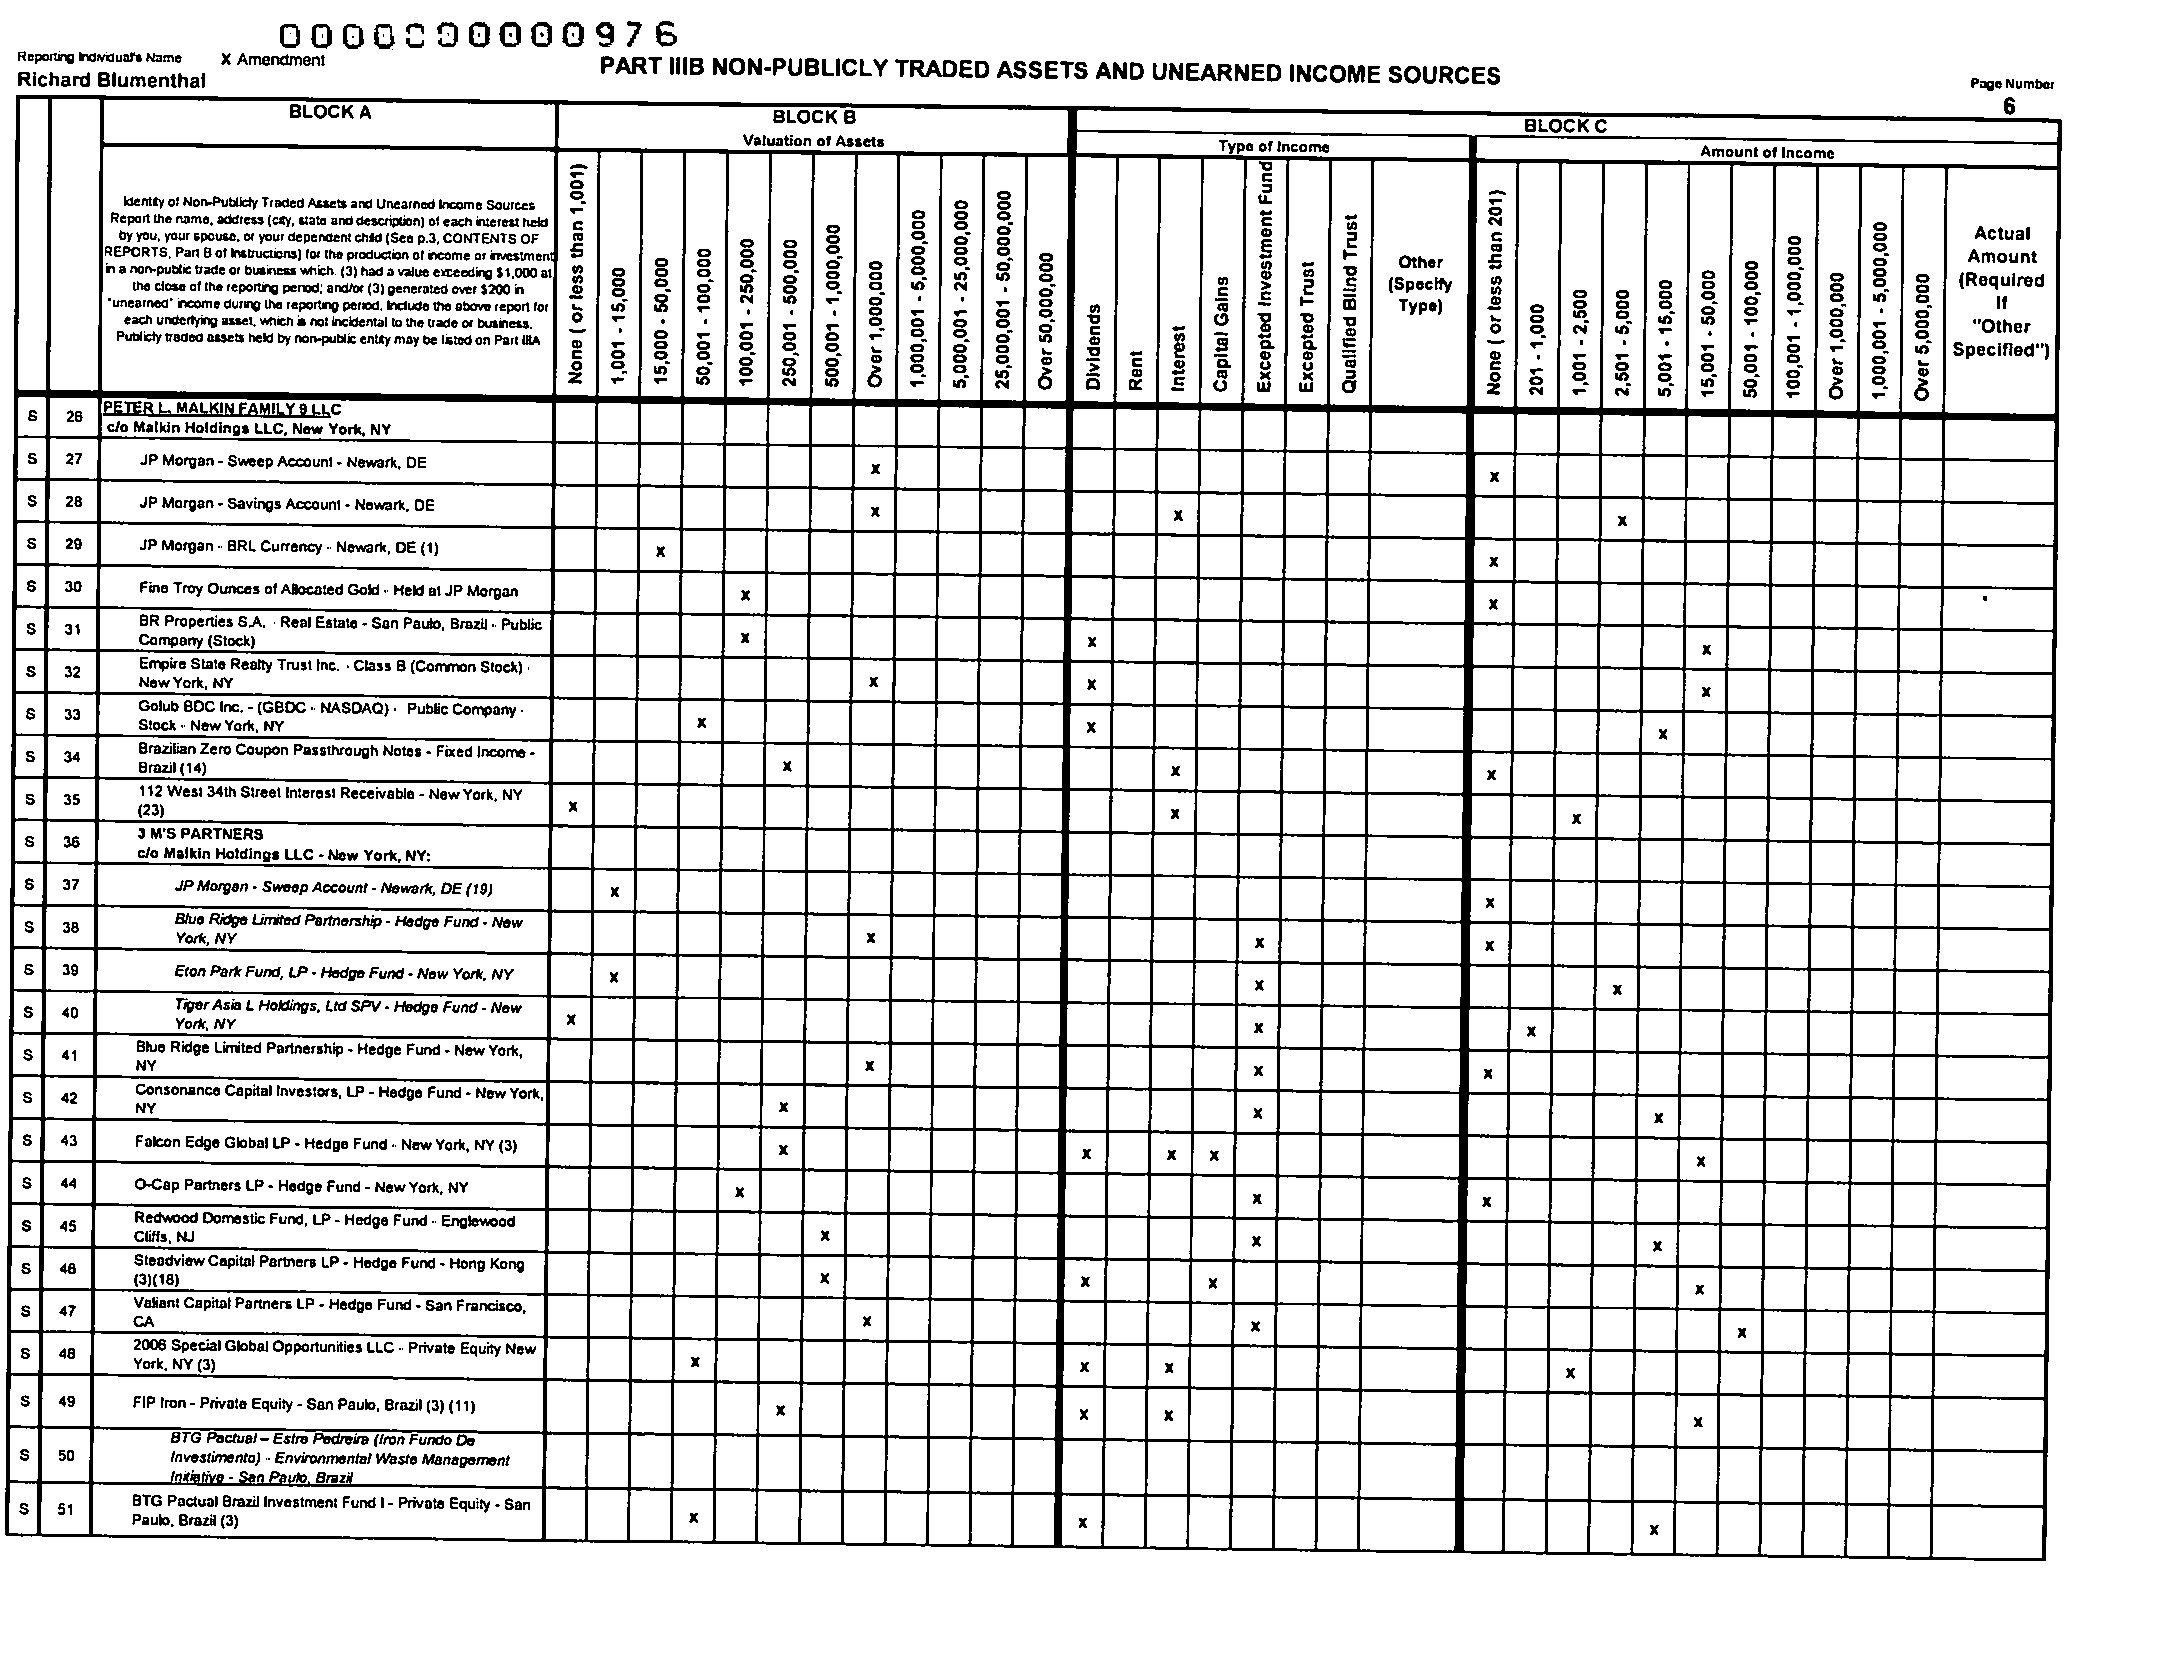 0000000000976
Reporting Individual's Name X Amendment
Richard Blumenthal
PART IIIB NON-PUBLICLY TRADED ASSETS AND UNEARNED INCOME SOURCES
Page Number
6
BLOCK A
BLOCK B
BLOCK C
Valuation of Assets
Type of Income
Amount of Income
Identity of Non-Publicly Traded Assets and Unearned Income Sources
Report the name, address (city, state and description) of each interest held
by you, your spouse, or your dependent child (See p.3, CONTENTS OF
REPORTS, Part B of Instructions) for the production of income or investment
in a non-public trade or business which. (3) had a value exceeding $1,000 at
the close of the reporting period; and/or (3) generated over $200 in
"unearned" income during the reporting period. Include the above report for
each underlying asset, which is not incidental to the trade or business.
Publicly traded assets held by non-public entity may be listed on Part IIIA
None ( or less than 1,001)
1,001 - 15,000
15,000 - 50,000
50,001 - 100,000
100,001 - 250,000
250,001 - 500,000
500,001 - 1,000,000
Over 1,000,000
1,000,001 - 5,000,000
5,000,001 - 25,000,000
25,000,001 - 50,000,000
Over 50,000,000
Dividends
Rent
Interest
Capital Gains
Excepted Investment Fund
Excepted Trust
Qualified Blind Trust
Other
(Specify
Type)
None ( or less than 201)
201 - 1,000
1,001 - 2,500
2,501 - 5,000
5,001 - 15,000
15,001 - 50,000
50,001 - 100,000
100,001 - 1,000,000
Over 1,000,000
1,000,001 - 5,000,000
Over 5,000,000
Actual
Amount
(Required
If
"Other
Specified")
S 26 PETER L. MALKIN FAMILY 9 LLC
c/o Malkin Holdings LLC, New York, NY
S 27 JP Morgan - Sweep Account - Newark, DE x x
S 28 JP Morgan - Savings Account - Newark, DE x x x
S 29 JP Morgan - BRL Currency - Newark, DE (1) x x
S 30 Fine Troy Ounces of Allocated Gold - Held at JP Morgan x x
S 31 BR Properties S.A. - Real Estate - San Paulo, Brazil - Public
Company (Stock) x x x
S 32 Empire State Realty Trust Inc. - Class B (Common Stock) -
New York, NY x x x
S 33 Golub BDC Inc. - (GBDC - NASDAQ) - Public Company -
Stock - New York, NY x x x
S 34 Brazilian Zero Coupon Passthrough Notes - Fixed Income -
Brazil (14) x x x
S 35 112 West 34th Street Interest Receivable - New York, NY
(23) x x x
S 36 3 M'S PARTNERS
c/o Malkin Holdings LLC - New York, NY:
S 37 JP Morgan - Sweep Account - Newark, DE (19) x x
S 38 Blue Ridge Limited Partnership - Hedge Fund - New
York, NY x x x
S 39 Eton Park Fund, LP - Hedge Fund - New York, NY x x x
S 40 Tiger Asia L Holdings, Ltd SPV - Hedge Fund - New
York, NY x x x
S 41 Blue Ridge Limited Partnership - Hedge Fund - New York,
NY x x x
S 42 Consonance Capital Investors, LP - Hedge Fund - New York,
NY x x x
S 43 Falcon Edge Global LP - Hedge Fund - New York, NY (3) x x x x x
S 44 O-Cap Partners LP - Hedge Fund - New York, NY x x x
S 45 Redwood Domestic Fund, LP - Hedge Fund - Englewood
Cliffs, NJ x x x
S 46 Steadview Capital Partners LP - Hedge Fund - Hong Kong
(3)(18) x x x x
S 47 Valiant Capital Partners LP - Hedge Fund - San Francisco,
CA x x x
S 48 2006 Special Global Opportunities LLC - Private Equity New
York, NY (3) x x x x
S 49 FIP Iron - Private Equity - San Paulo, Brazil (3) (11) x x x x
S 50 BTG Pactual – Estre Pedreira (Iron Fundo De
Investimento) - Environmental Waste Management
Initiative - San Paulo, Brazil
S 51 BTG Pactual Brazil Investment Fund I - Private Equity - San
Paulo, Brazil (3) x x x